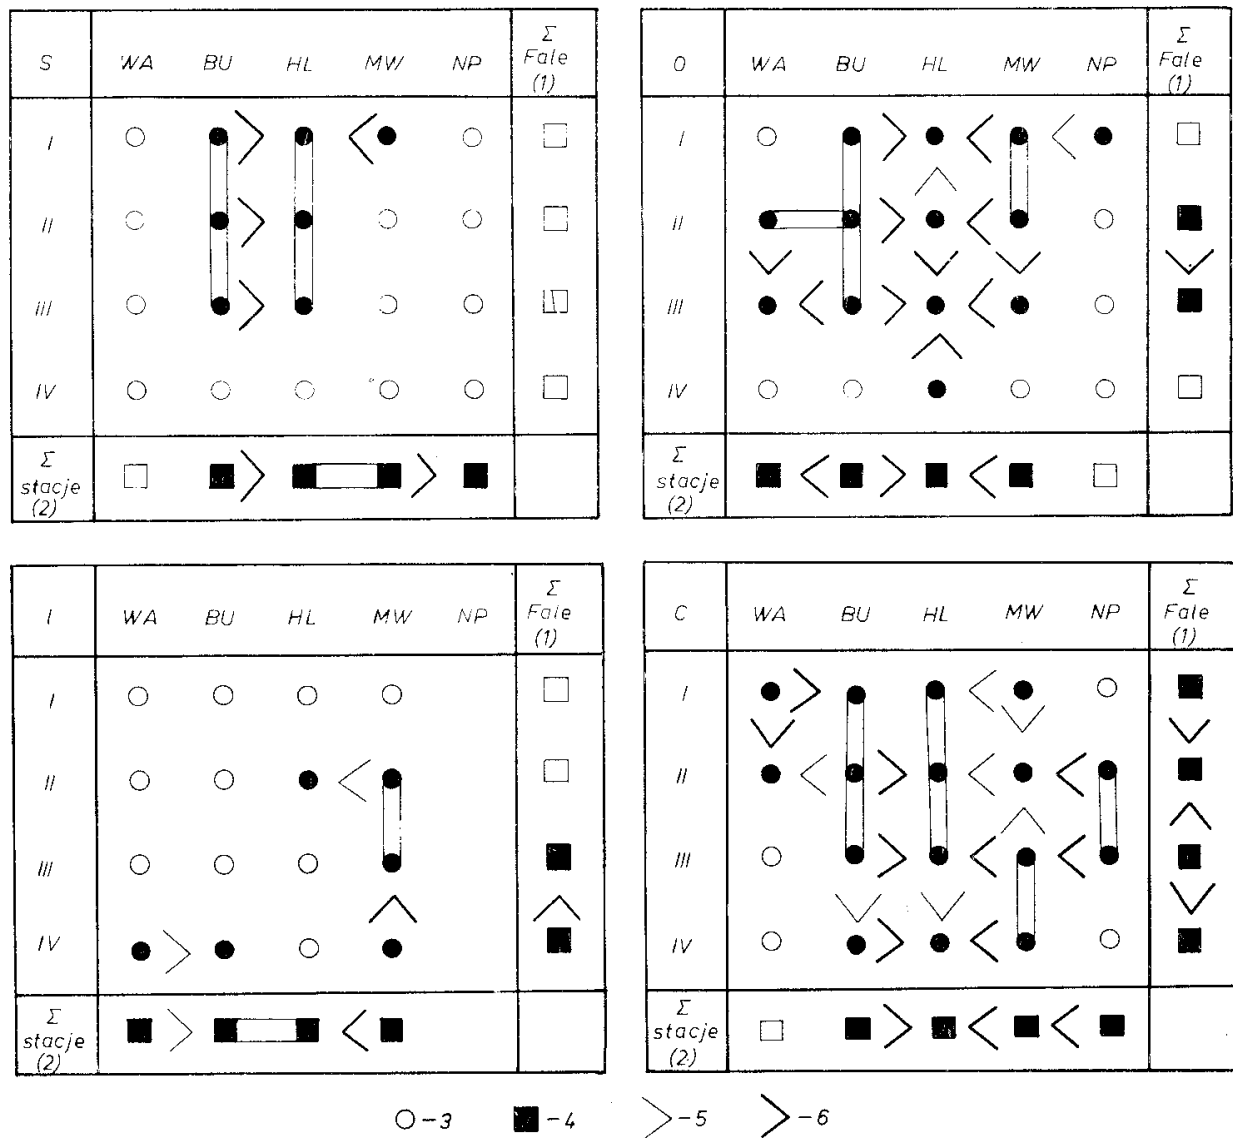 S WA BU HL MW NP Σ Fale (1)
I
II
III
IV
Σ stacje (2)
O WA BU HL MW NP Σ Fale (1)
I
II
III
IV
Σ stacje (2)
I WA BU HL MW NP Σ Fale (1)
I
II
III
IV
Σ stacje (2)
C WA BU HL MW NP Σ Fale (1)
I
II
III
IV
Σ stacje (2)
-3 -4 -5 -6